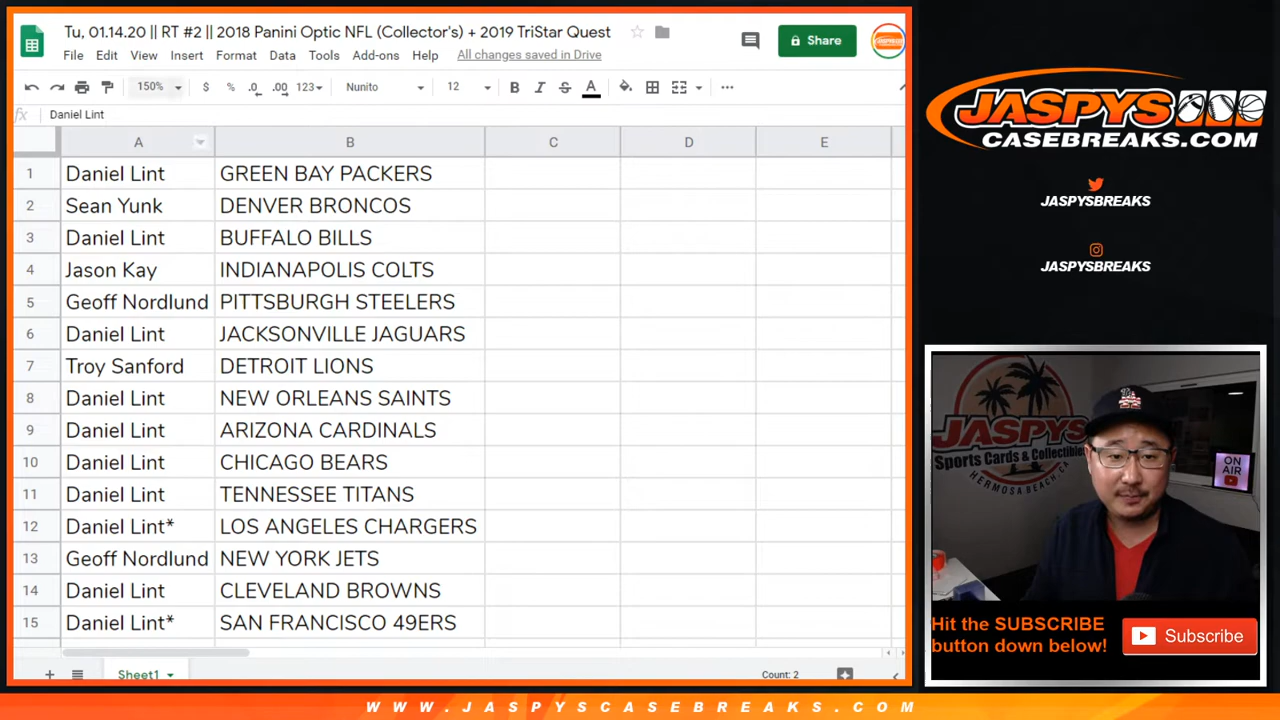 Tu, 01.14.20 || RT #2 || 2018 Panini Optic NFL (Collector's) + 2019 TriStar Quest
File Edit View Insert Format Data Tools Add-ons Help All changes saved in Drive
Share
150% $ % .0 .00 123 Nunito 12 B I S A
fx Daniel Lint
A B C D E
1 Daniel Lint GREEN BAY PACKERS
2 Sean Yunk DENVER BRONCOS
3 Daniel Lint BUFFALO BILLS
4 Jason Kay INDIANAPOLIS COLTS
5 Geoff Nordlund PITTSBURGH STEELERS
6 Daniel Lint JACKSONVILLE JAGUARS
7 Troy Sanford DETROIT LIONS
8 Daniel Lint NEW ORLEANS SAINTS
9 Daniel Lint ARIZONA CARDINALS
10 Daniel Lint CHICAGO BEARS
11 Daniel Lint TENNESSEE TITANS
12 Daniel Lint* LOS ANGELES CHARGERS
13 Geoff Nordlund NEW YORK JETS
14 Daniel Lint CLEVELAND BROWNS
15 Daniel Lint* SAN FRANCISCO 49ERS
Sheet1
Count: 2
JASPYS
CASEBREAKS.COM
JASPYSBREAKS
JASPYSBREAKS
JASPYS
Sports Cards & Collectibles
HERMOSA BEACH, CA
ON
AIR
Hit the SUBSCRIBE
button down below!
Subscribe
WWW.JASPYSCASEBREAKS.COM